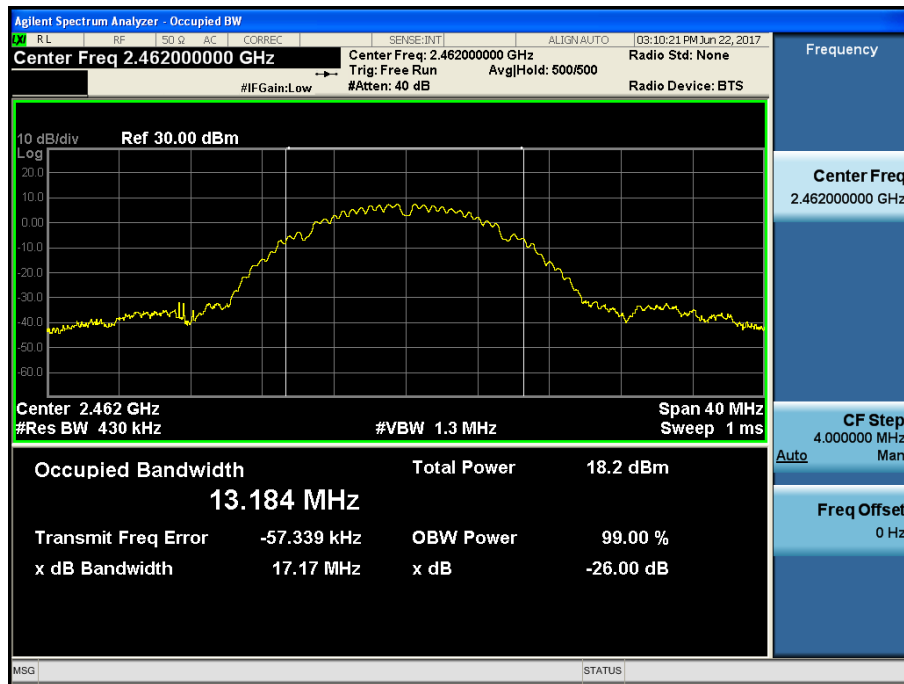 Agilent Spectrum Analyzer - Occupied BW
LXI RL RF 50 Ω AC CORREC SENSE:INT ALIGN AUTO 03:10:21 PM Jun 22, 2017
Center Freq 2.462000000 GHz
Center Freq: 2.462000000 GHz Radio Std: None
Trig: Free Run Avg|Hold: 500/500
#IFGain:Low #Atten: 40 dB Radio Device: BTS
10 dB/div Ref 30.00 dBm
Log
20.0
10.0
0.00
-10.0
-20.0
-30.0
-40.0
-50.0
-60.0
Center 2.462 GHz Span 40 MHz
#Res BW 430 kHz #VBW 1.3 MHz Sweep 1 ms
Occupied Bandwidth Total Power 18.2 dBm
13.184 MHz
Transmit Freq Error -57.339 kHz OBW Power 99.00 %
x dB Bandwidth 17.17 MHz x dB -26.00 dB
Frequency
Center Freq
2.462000000 GHz
CF Step
4.000000 MHz
Auto Man
Freq Offset
0 Hz
MSG STATUS